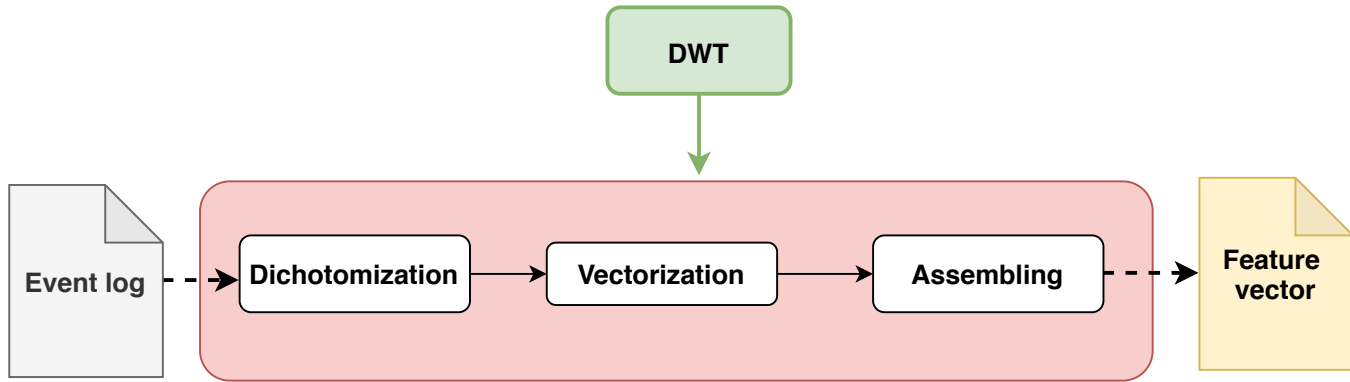 DWT
Event log
Dichotomization
Vectorization
Assembling
Feature
vector